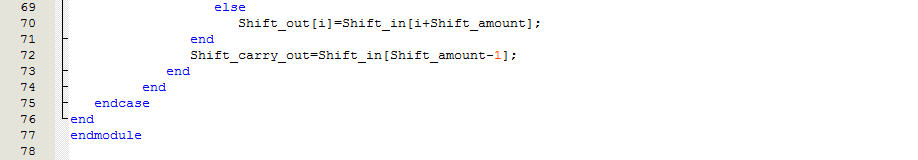 69 else
70 Shift_out[i]=Shift_in[i+Shift_amount];
71 end
72 Shift_carry_out=Shift_in[Shift_amount-1];
73 end
74 end
75 endcase
76 end
77 endmodule
78